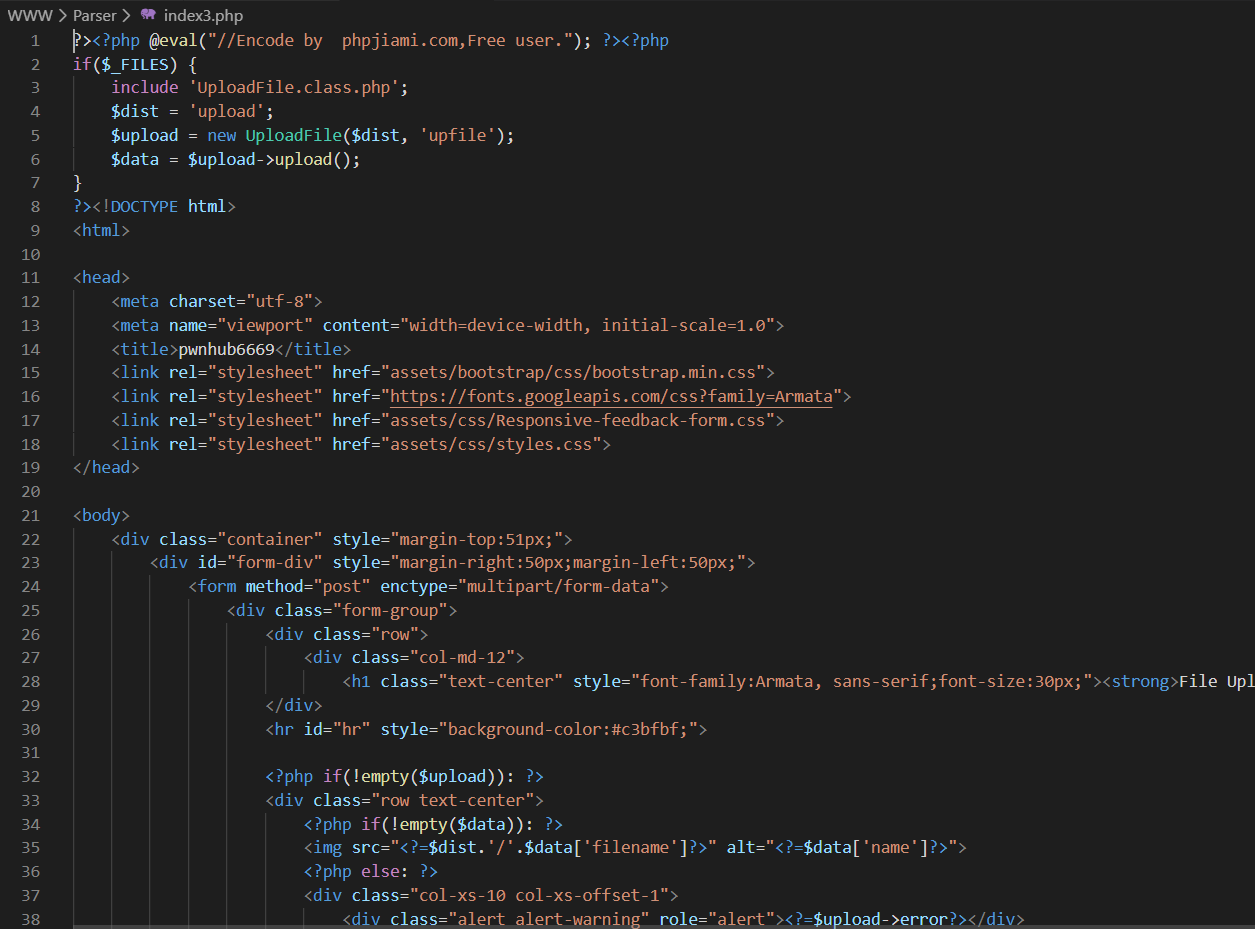 WWW > Parser > index3.php
1 ?><?php @eval("//Encode by  phpjiami.com,Free user."); ?><?php
2 if($_FILES) {
3     include 'UploadFile.class.php';
4     $dist = 'upload';
5     $upload = new UploadFile($dist, 'upfile');
6     $data = $upload->upload();
7 }
8 ?><!DOCTYPE html>
9 <html>
10
11 <head>
12     <meta charset="utf-8">
13     <meta name="viewport" content="width=device-width, initial-scale=1.0">
14     <title>pwnhub6669</title>
15     <link rel="stylesheet" href="assets/bootstrap/css/bootstrap.min.css">
16     <link rel="stylesheet" href="https://fonts.googleapis.com/css?family=Armata">
17     <link rel="stylesheet" href="assets/css/Responsive-feedback-form.css">
18     <link rel="stylesheet" href="assets/css/styles.css">
19 </head>
20
21 <body>
22     <div class="container" style="margin-top:51px;">
23         <div id="form-div" style="margin-right:50px;margin-left:50px;">
24             <form method="post" enctype="multipart/form-data">
25                 <div class="form-group">
26                     <div class="row">
27                         <div class="col-md-12">
28                             <h1 class="text-center" style="font-family:Armata, sans-serif;font-size:30px;"><strong>File Upl
29                     </div>
30                     <hr id="hr" style="background-color:#c3bfbf;">
31
32                     <?php if(!empty($upload)): ?>
33                     <div class="row text-center">
34                         <?php if(!empty($data)): ?>
35                         <img src="<?=$dist.'/'.$data['filename']?>" alt="<?=$data['name']?>">
36                         <?php else: ?>
37                         <div class="col-xs-10 col-xs-offset-1">
38                             <div class="alert alert-warning" role="alert"><?=$upload->error?></div>